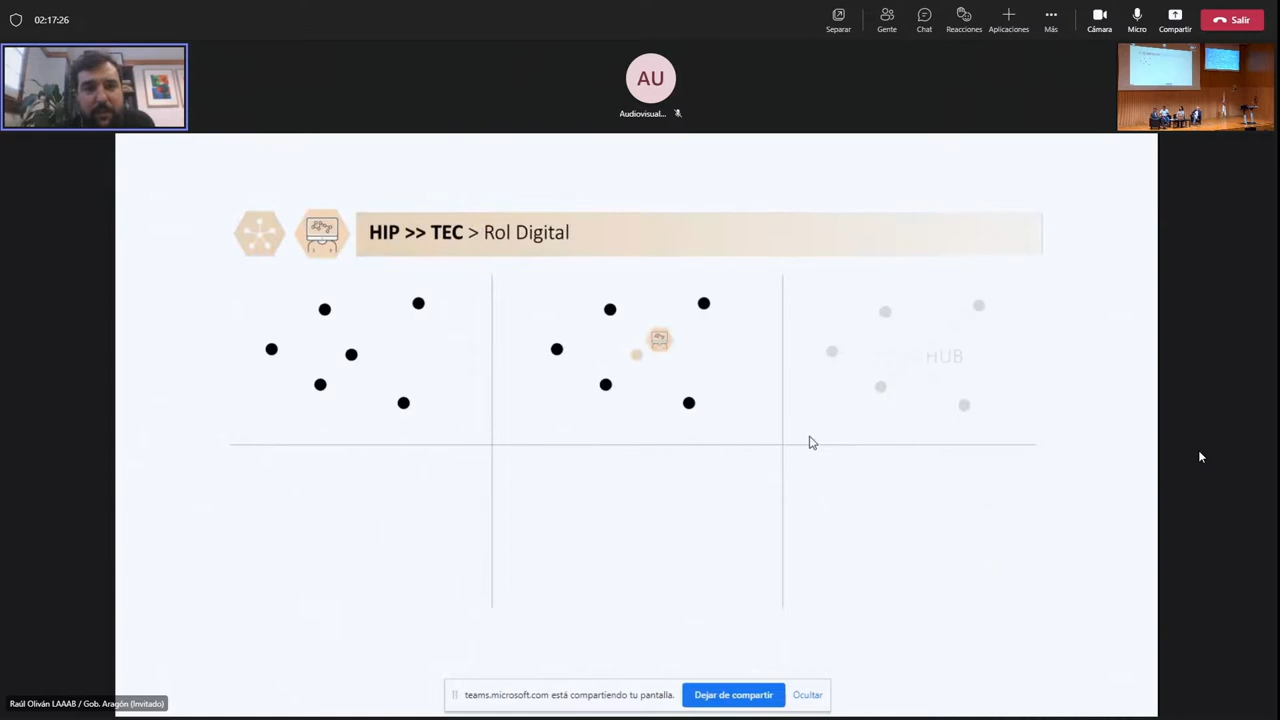 02:17:26
Separar
Gente
Chat
Reacciones
Aplicaciones
Más
Cámara
Micro
Compartir
Salir
AU
Audiovisual...
HIP >> TEC > Rol Digital
HUB
teams.microsoft.com está compartiendo tu pantalla.
Dejar de compartir
Ocultar
Raúl Oliván LAAAB / Gob. Aragón (Invitado)